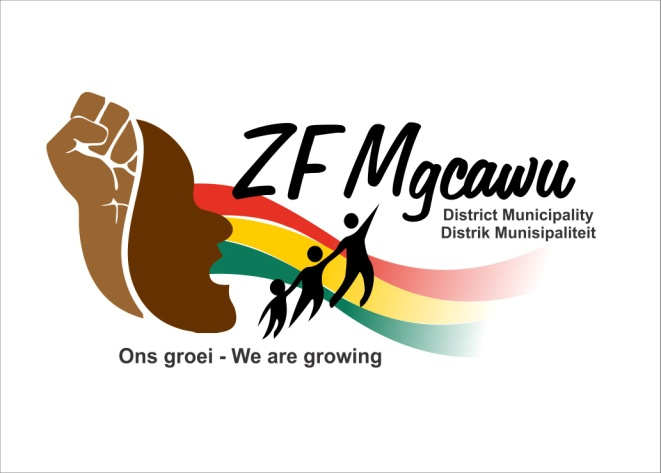 ZF Mgcawu
District Municipality
Distrik Munisipaliteit
Ons groei - We are growing